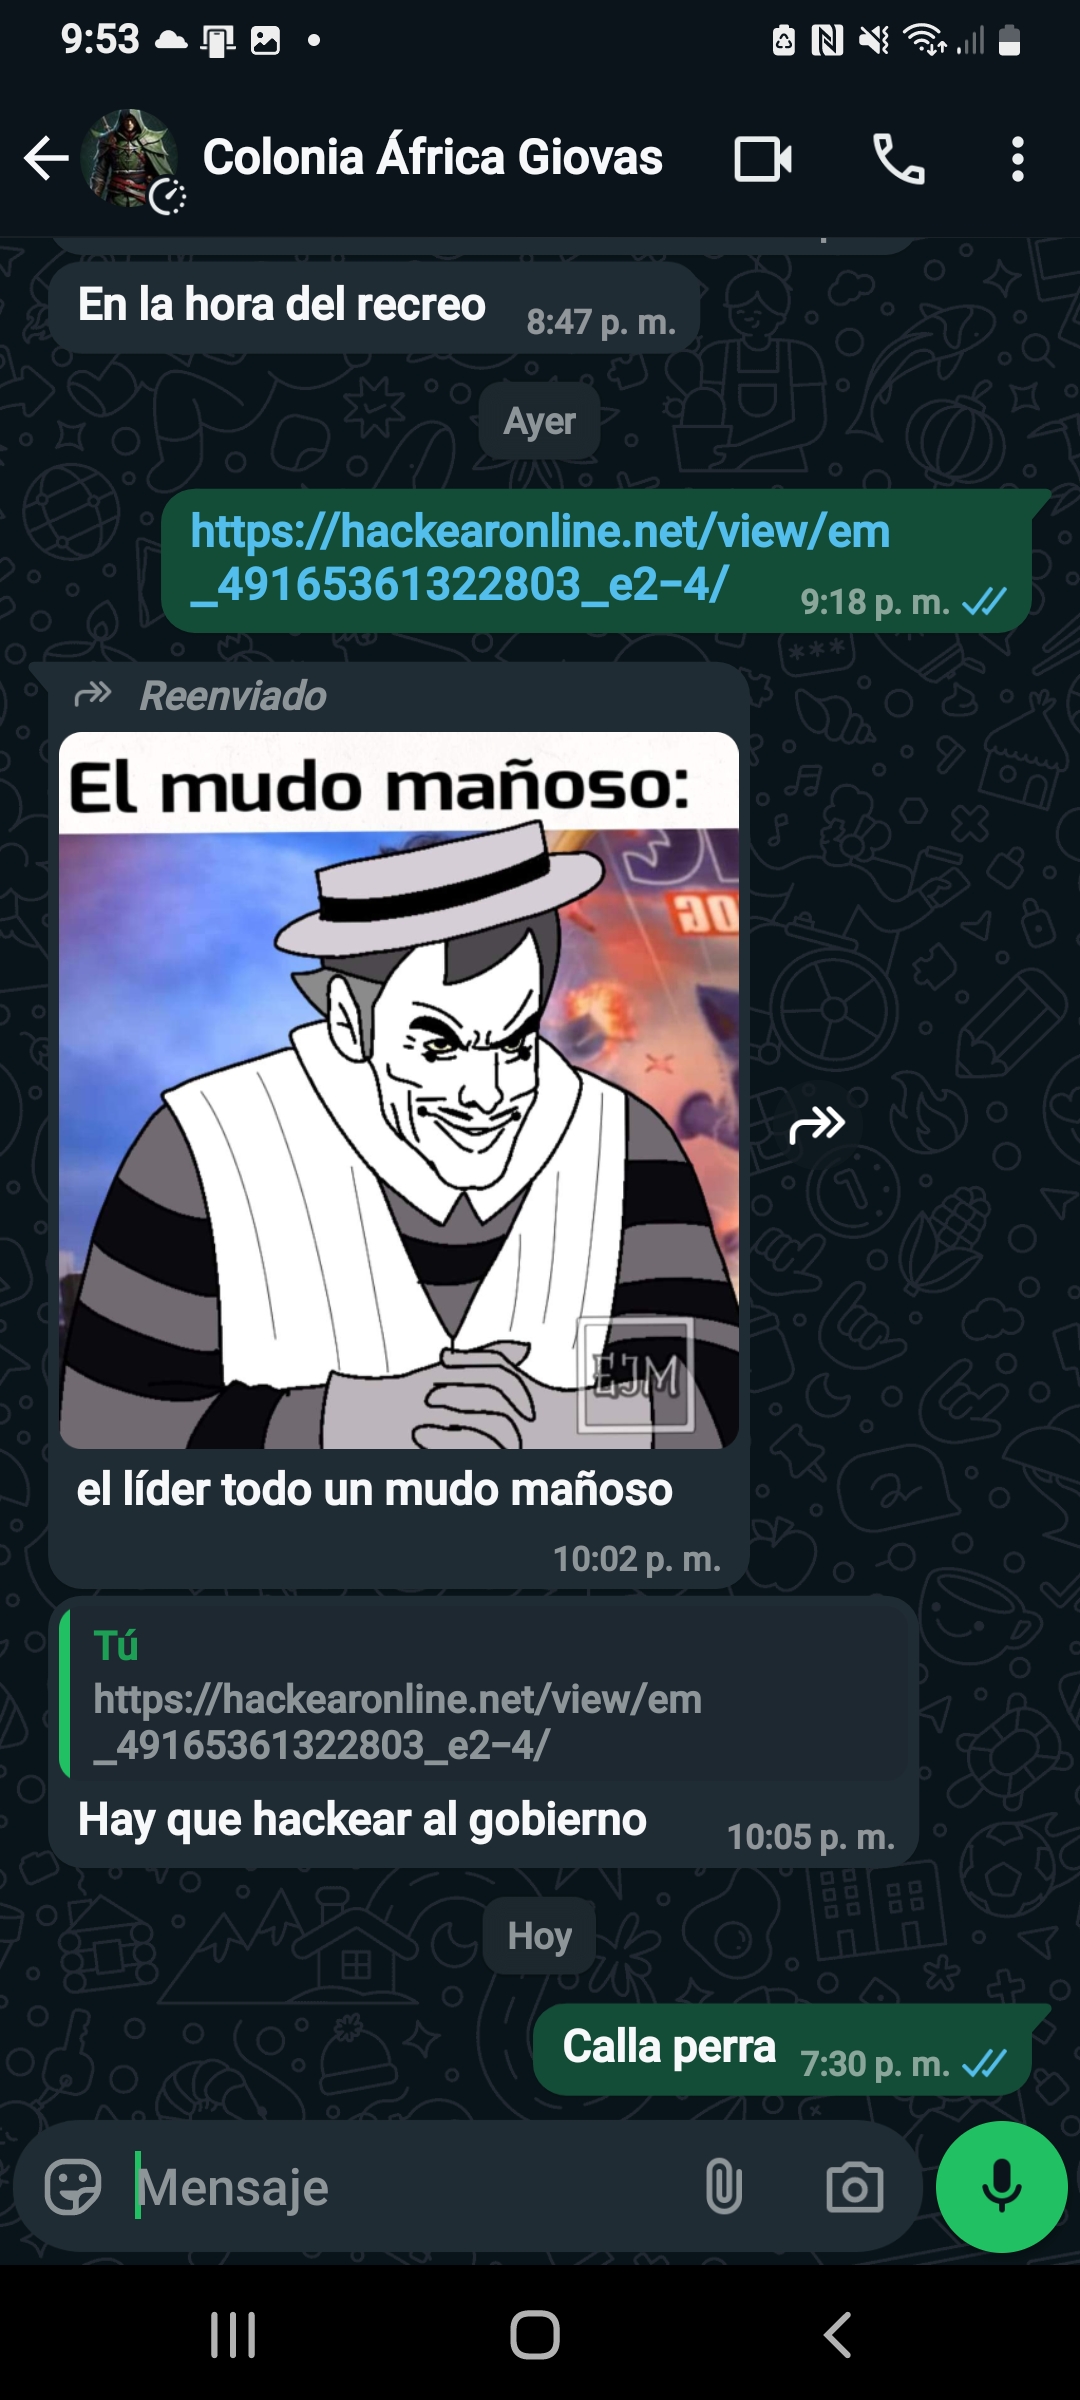 9:53
Colonia África Giovas
En la hora del recreo
8:47 p. m.
Ayer
https://hackearonline.net/view/em
_49165361322803_e2-4/
9:18 p. m.
Reenviado
El mudo mañoso:
EJM
el líder todo un mudo mañoso
10:02 p. m.
Tú
https://hackearonline.net/view/em
_49165361322803_e2-4/
Hay que hackear al gobierno
10:05 p. m.
Hoy
Calla perra
7:30 p. m.
Mensaje